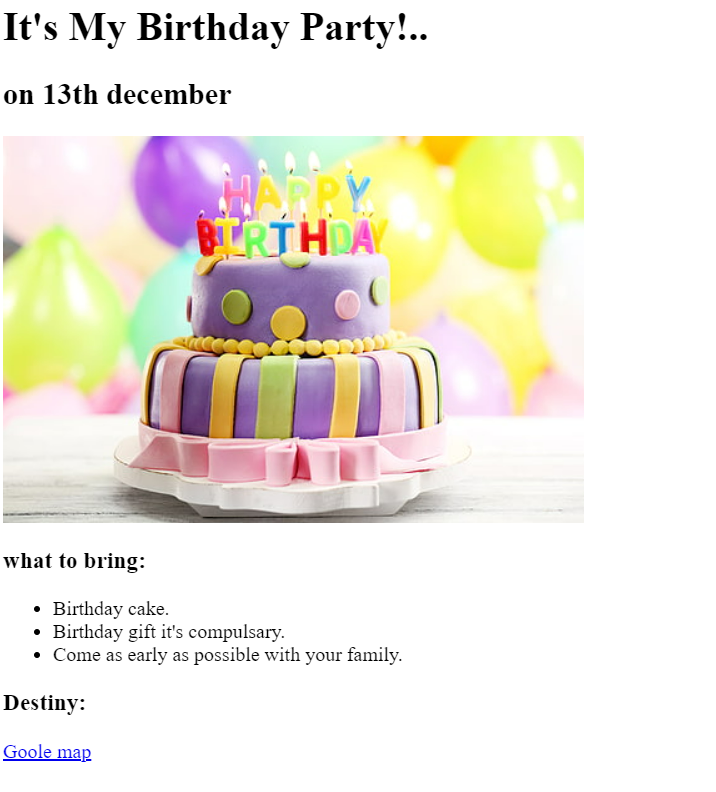 It's My Birthday Party!..
on 13th december
HAPPY
BIRTHDAY
what to bring:
Birthday cake.
Birthday gift it's compulsary.
Come as early as possible with your family.
Destiny:
Goole map